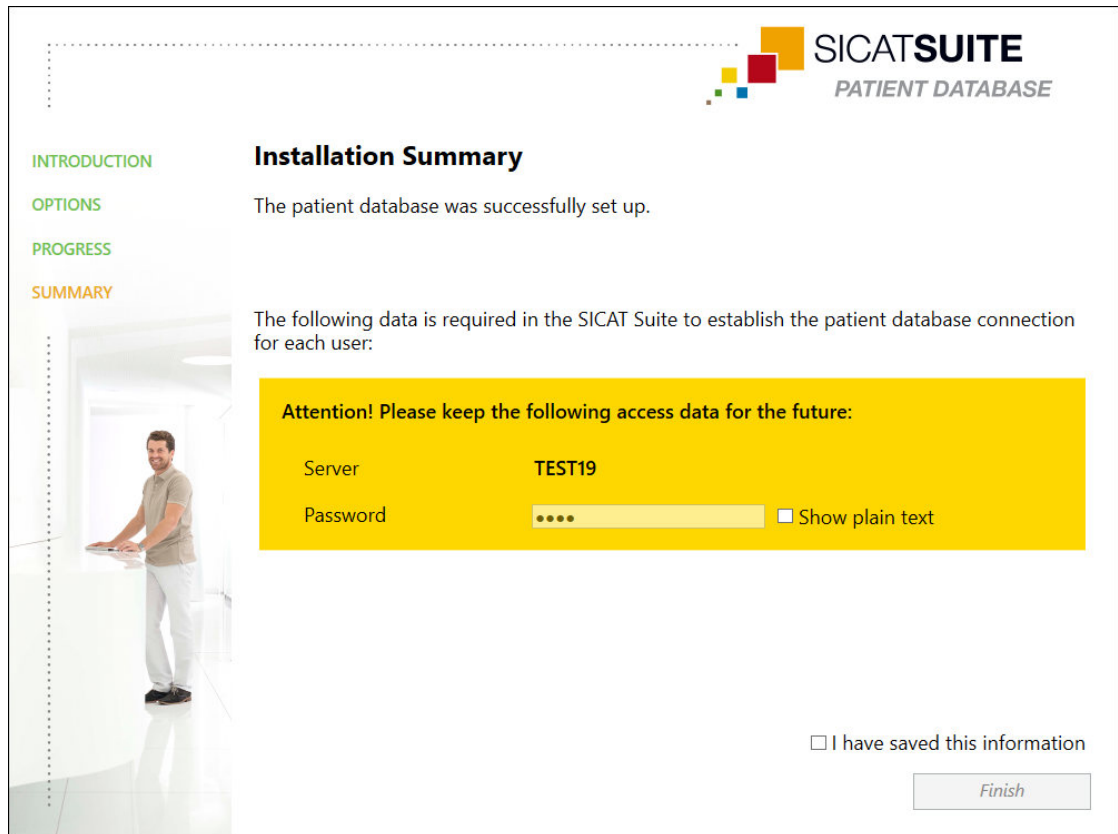 SICATSUITE
PATIENT DATABASE
INTRODUCTION
OPTIONS
PROGRESS
SUMMARY
Installation Summary
The patient database was successfully set up.
The following data is required in the SICAT Suite to establish the patient database connection
for each user:
Attention! Please keep the following access data for the future:
Server TEST19
Password ●●●● Show plain text
I have saved this information
Finish